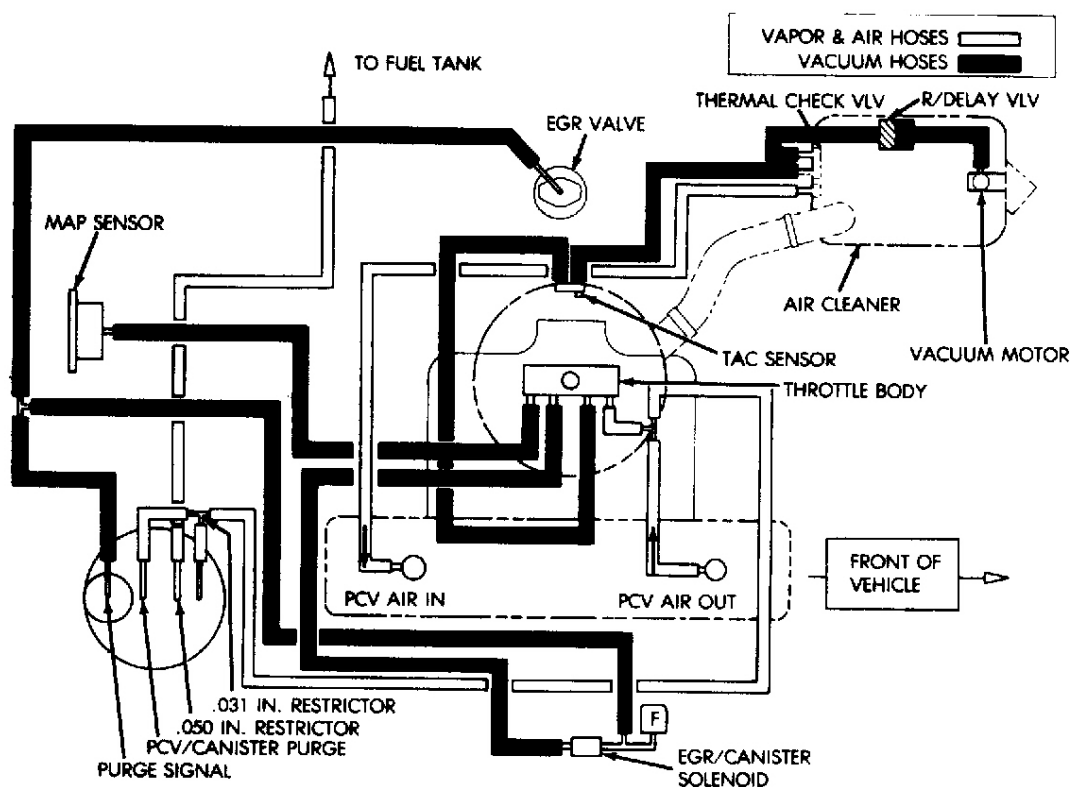 VAPOR & AIR HOSES
VACUUM HOSES
TO FUEL TANK
THERMAL CHECK VLV
R/DELAY VLV
EGR VALVE
MAP SENSOR
AIR CLEANER
TAC SENSOR
VACUUM MOTOR
THROTTLE BODY
FRONT OF
VEHICLE
PCV AIR IN
PCV AIR OUT
.031 IN. RESTRICTOR
.050 IN. RESTRICTOR
PCV/CANISTER PURGE
PURGE SIGNAL
F
EGR/CANISTER
SOLENOID